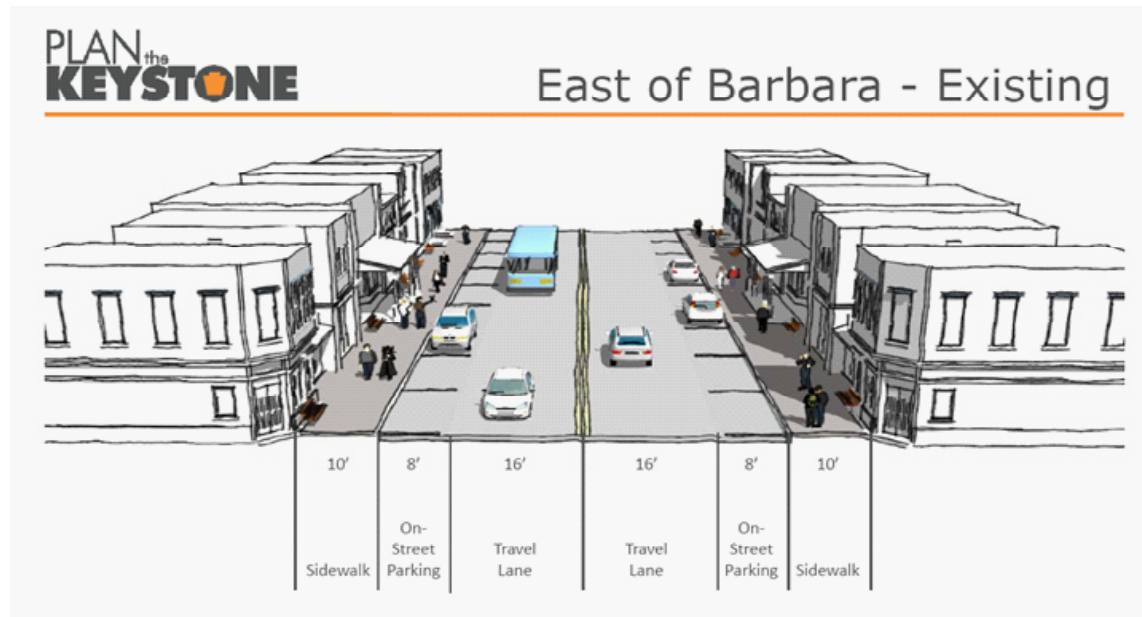 PLAN the
KEYSTONE
East of Barbara - Existing
10’ 8’ 16’ 16’ 8’ 10’
Sidewalk
On-
Street
Parking
Travel
Lane
Travel
Lane
On-
Street
Parking
Sidewalk